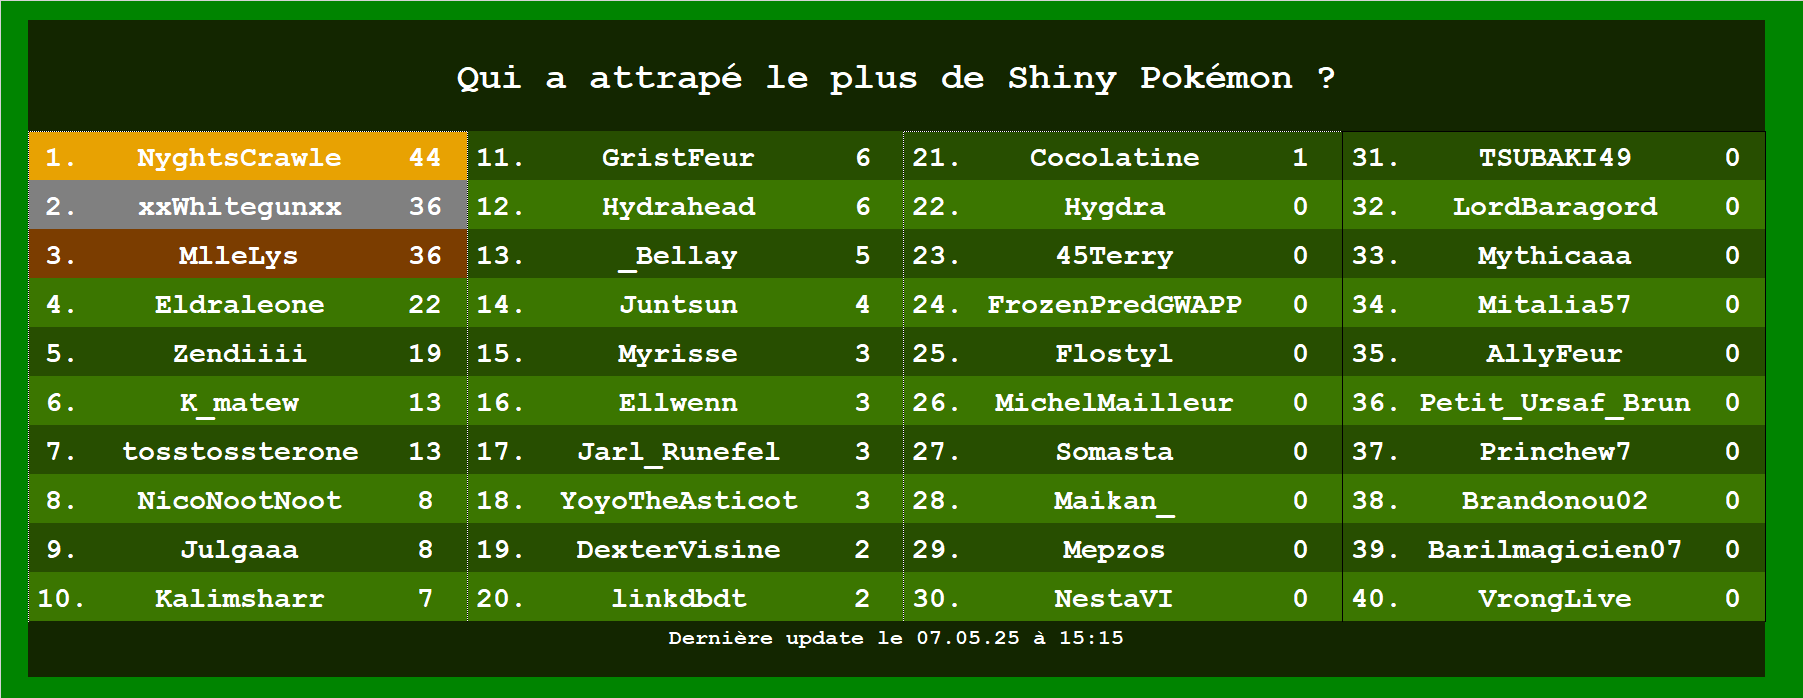 Qui a attrapé le plus de Shiny Pokémon ?
1. NyghtsCrawle 44
2. xxWhitegunxx 36
3. MlleLys 36
4. Eldraleone 22
5. Zendiiii 19
6. K_matew 13
7. tosstossterone 13
8. NicoNootNoot 8
9. Julgaaa 8
10. Kalimsharr 7
11. GristFeur 6
12. Hydrahead 6
13. _Bellay 5
14. Juntsun 4
15. Myrisse 3
16. Ellwenn 3
17. Jarl_Runefel 3
18. YoyoTheAsticot 3
19. DexterVisine 2
20. linkdbdt 2
21. Cocolatine 1
22. Hygdra 0
23. 45Terry 0
24. FrozenPredGWAPP 0
25. Flostyl 0
26. MichelMailleur 0
27. Somasta 0
28. Maikan_ 0
29. Mepzos 0
30. NestaVI 0
31. TSUBAKI49 0
32. LordBaragord 0
33. Mythicaaa 0
34. Mitalia57 0
35. AllyFeur 0
36. Petit_Ursaf_Brun 0
37. Princhew7 0
38. Brandonou02 0
39. Barilmagicien07 0
40. VrongLive 0
Dernière update le 07.05.25 à 15:15